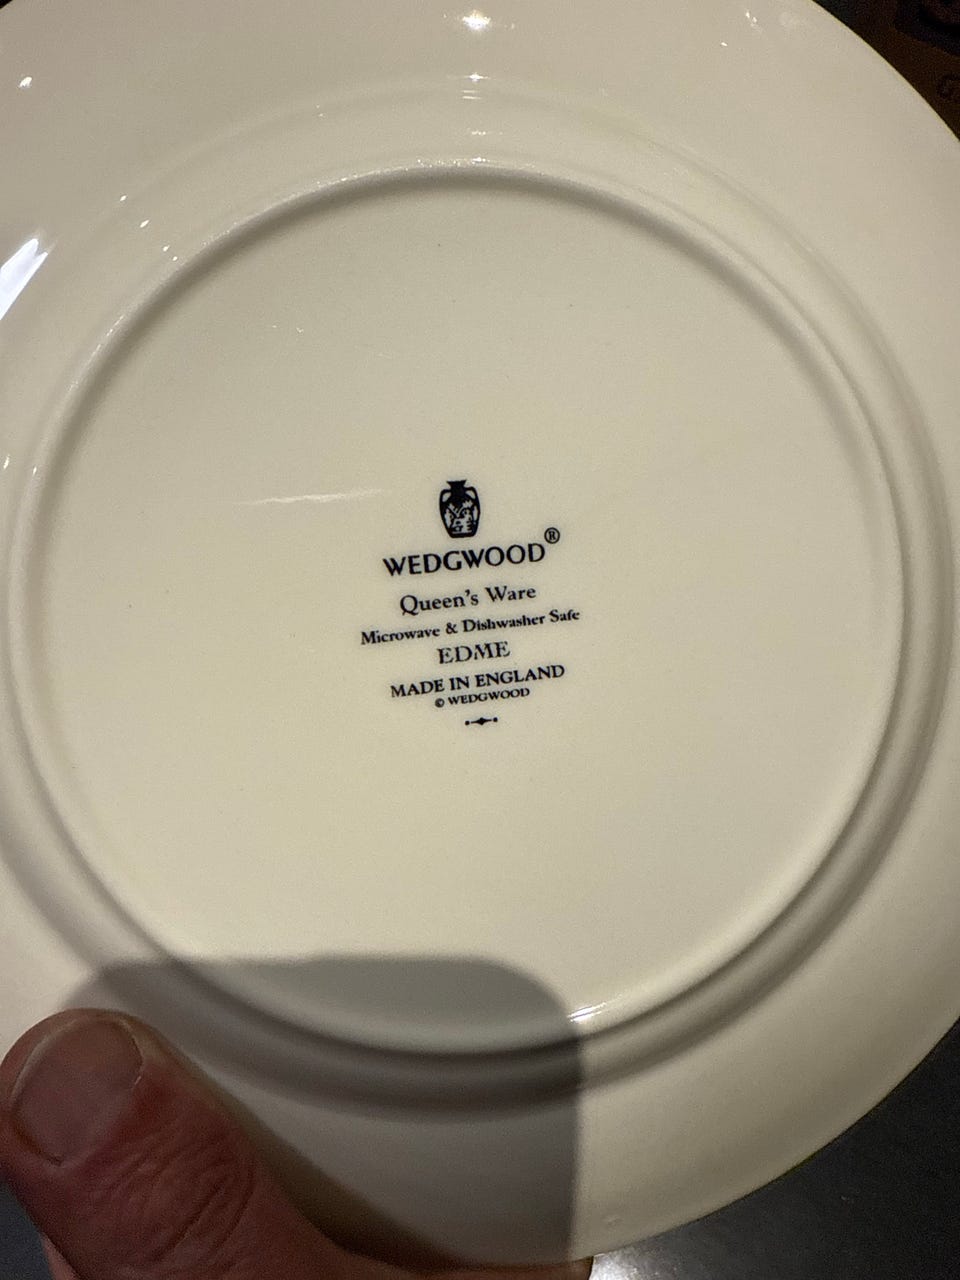 WEDGWOOD®
Queen's Ware
Microwave & Dishwasher Safe
EDME
MADE IN ENGLAND
© WEDGWOOD